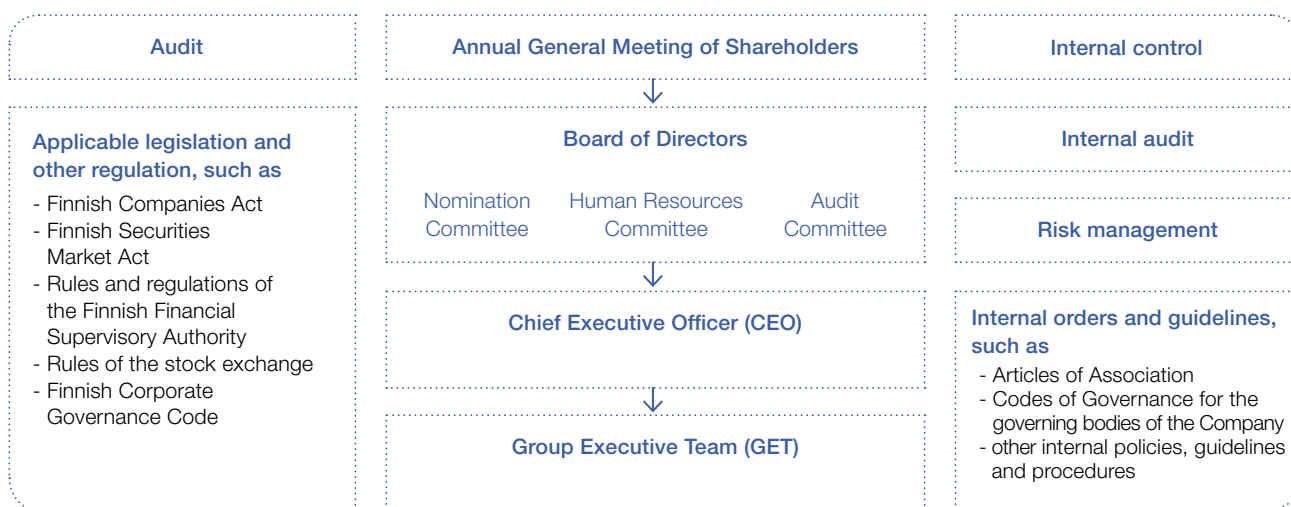 Audit
Applicable legislation and
other regulation, such as
- Finnish Companies Act
- Finnish Securities
Market Act
- Rules and regulations of
the Finnish Financial
Supervisory Authority
- Rules of the stock exchange
- Finnish Corporate
Governance Code
Annual General Meeting of Shareholders
Board of Directors
Nomination
Committee
Human Resources
Committee
Audit
Committee
Chief Executive Officer (CEO)
Group Executive Team (GET)
Internal control
Internal audit
Risk management
Internal orders and guidelines,
such as
- Articles of Association
- Codes of Governance for the
governing bodies of the Company
- other internal policies, guidelines
and procedures